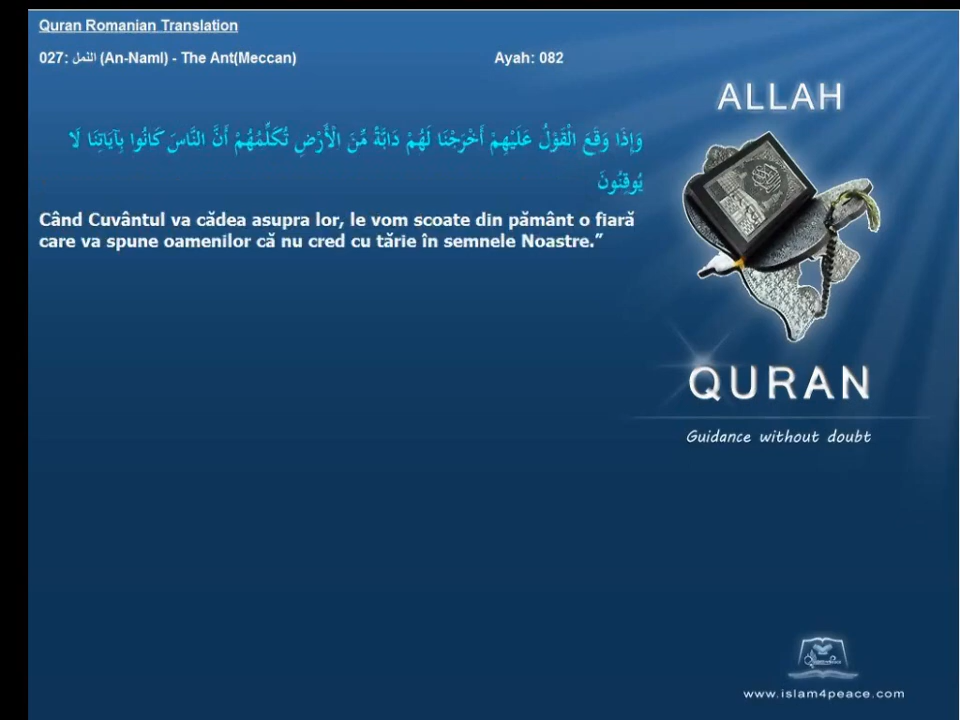 Quran Romanian Translation
027: النمل (An-Naml) - The Ant(Meccan) Ayah: 082
ALLAH
وَإِذَا وَقَعَ الْقَوْلُ عَلَيْهِمْ أَخْرَجْنَا لَهُمْ دَابَّةً مِّنَ الْأَرْضِ تُكَلِّمُهُمْ أَنَّ النَّاسَ كَانُوا بِآيَاتِنَا لَا
يُوقِنُونَ
Când Cuvântul va cădea asupra lor, le vom scoate din pământ o fiară
care va spune oamenilor că nu cred cu tărie în semnele Noastre.”
QURAN
Guidance without doubt
www.islam4peace.com